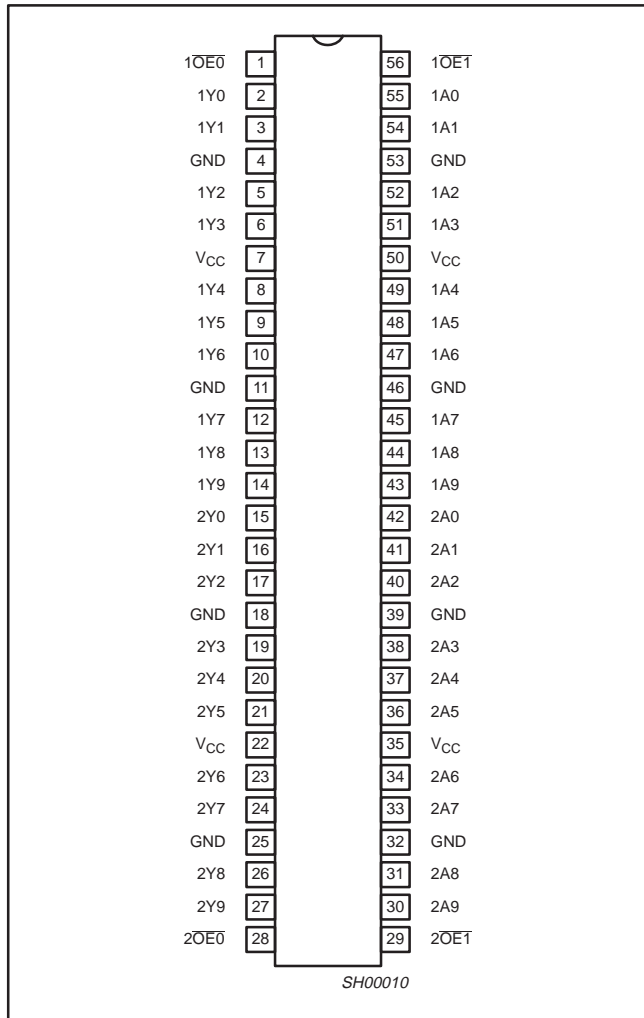 1OE0 1 56 1OE1
1Y0 2 55 1A0
1Y1 3 54 1A1
GND 4 53 GND
1Y2 5 52 1A2
1Y3 6 51 1A3
VCC 7 50 VCC
1Y4 8 49 1A4
1Y5 9 48 1A5
1Y6 10 47 1A6
GND 11 46 GND
1Y7 12 45 1A7
1Y8 13 44 1A8
1Y9 14 43 1A9
2Y0 15 42 2A0
2Y1 16 41 2A1
2Y2 17 40 2A2
GND 18 39 GND
2Y3 19 38 2A3
2Y4 20 37 2A4
2Y5 21 36 2A5
VCC 22 35 VCC
2Y6 23 34 2A6
2Y7 24 33 2A7
GND 25 32 GND
2Y8 26 31 2A8
2Y9 27 30 2A9
2OE0 28 29 2OE1
SH00010